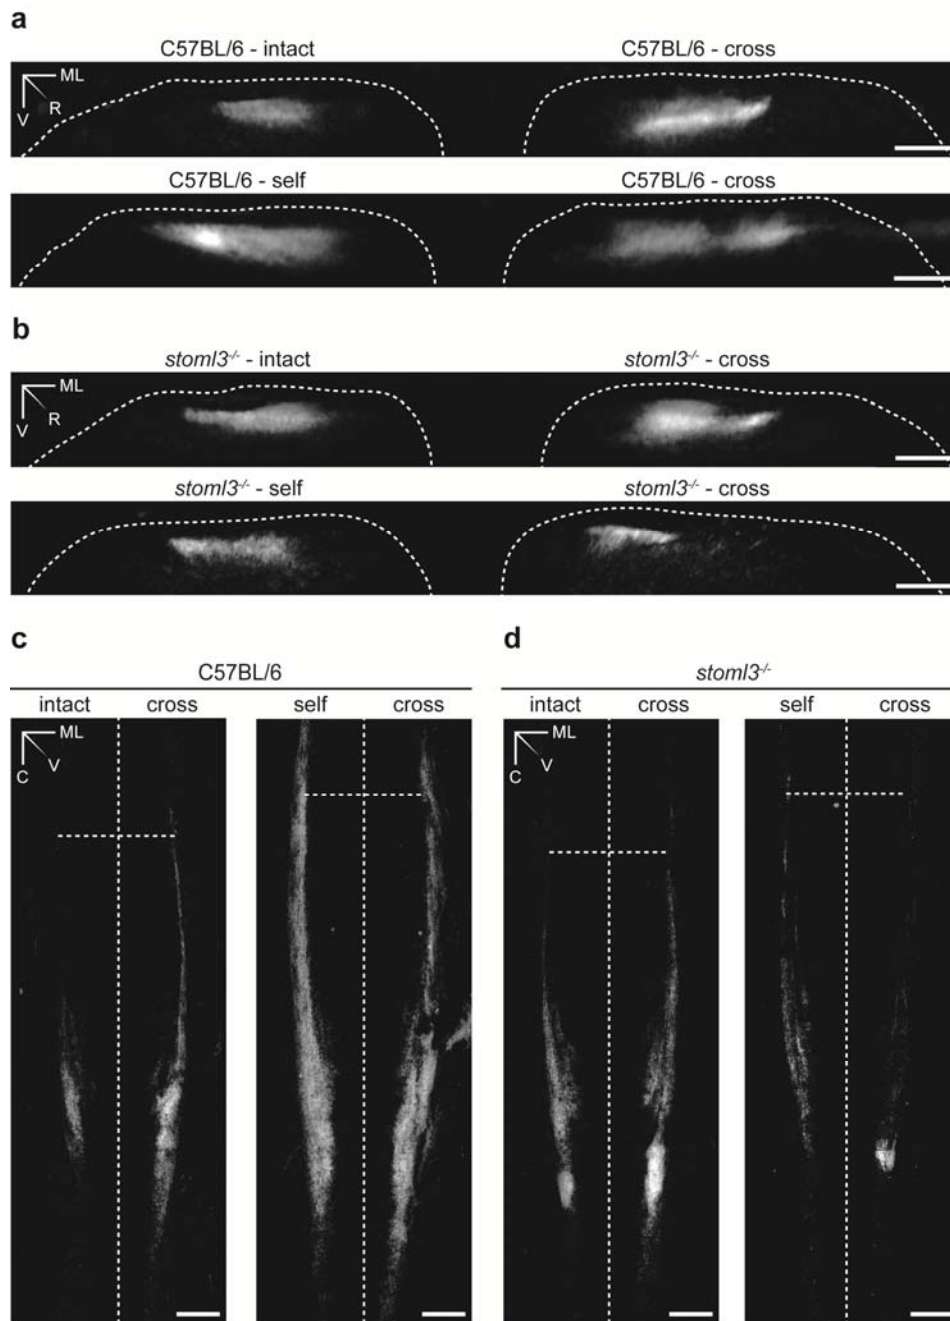 a
C57BL/6 - intact C57BL/6 - cross
ML
R
V
C57BL/6 - self C57BL/6 - cross
b
stoml3-/- - intact stoml3-/- - cross
ML
R
V
stoml3-/- - self stoml3-/- - cross
c d
C57BL/6 stoml3-/-
intact cross self cross intact cross self cross
ML ML
V V
C C